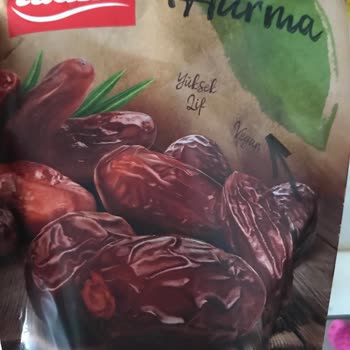 Hurma
Yüksek
Lif
Vegan